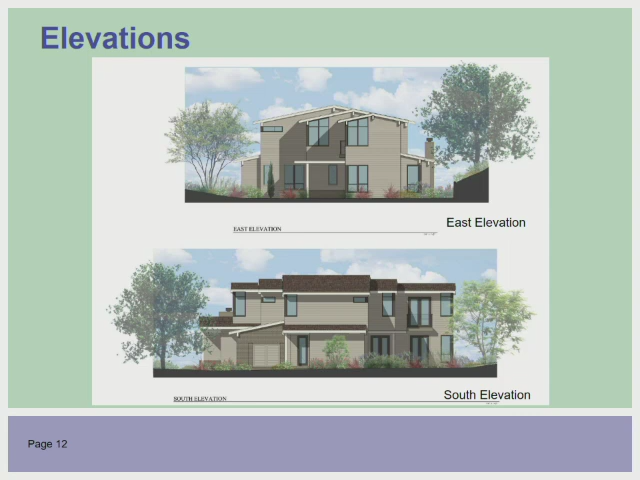 Elevations
East Elevation
EAST ELEVATION
South Elevation
SOUTH ELEVATION
Page 12